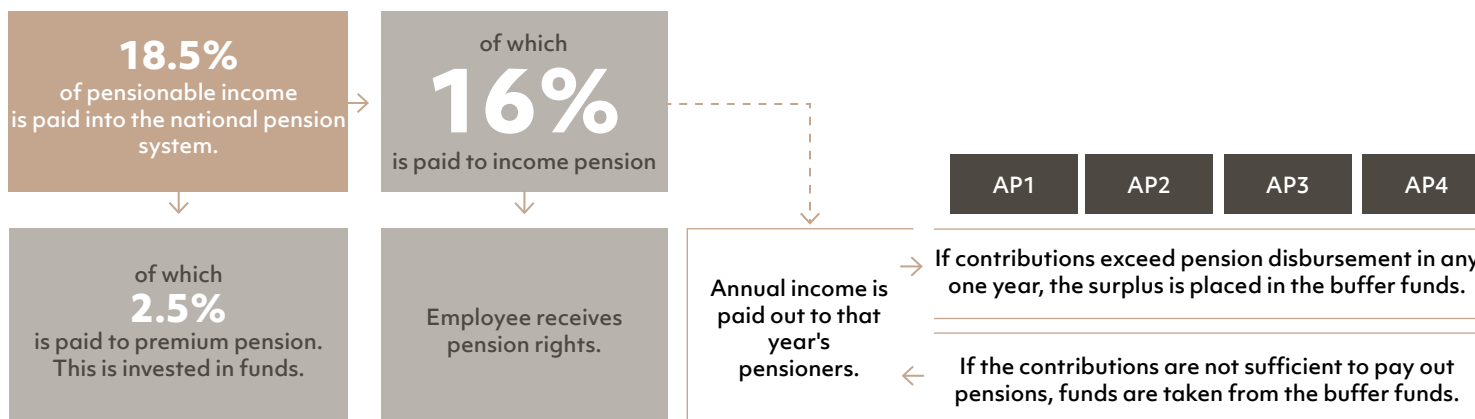 18.5%
of pensionable income
is paid into the national pension
system.
of which
16%
is paid to income pension
AP1
AP2
AP3
AP4
of which
2.5%
is paid to premium pension.
This is invested in funds.
Employee receives
pension rights.
Annual income is
paid out to that
year's
pensioners.
If contributions exceed pension disbursement in any
one year, the surplus is placed in the buffer funds.
If the contributions are not sufficient to pay out
pensions, funds are taken from the buffer funds.